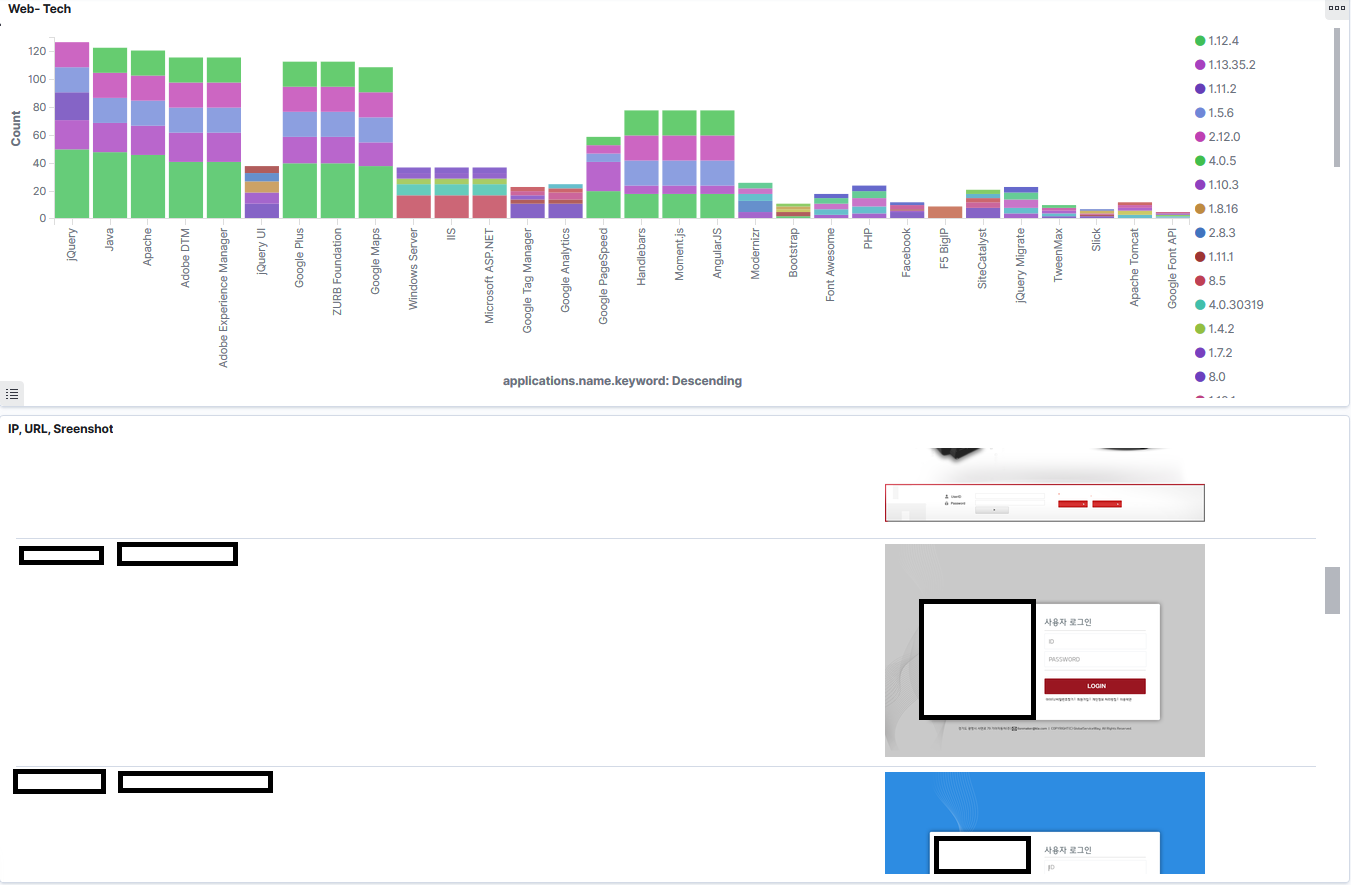 Web- Tech
120
100
80
60
40
20
0
Count
jQuery
Java
Apache
Adobe DTM
Adobe Experience Manager
jQuery UI
Google Plus
ZURB Foundation
Google Maps
Windows Server
IIS
Microsoft ASP.NET
Google Tag Manager
Google Analytics
Google PageSpeed
Handlebars
Moment.js
AngularJS
Modernizr
Bootstrap
Font Awesome
PHP
Facebook
F5 BigIP
SiteCatalyst
jQuery Migrate
TweenMax
Slick
Apache Tomcat
Google Font API
applications.name.keyword: Descending
1.12.4
1.13.35.2
1.11.2
1.5.6
2.12.0
4.0.5
1.10.3
1.8.16
2.8.3
1.11.1
8.5
4.0.30319
1.4.2
1.7.2
8.0
IP, URL, Sreenshot
UserID
Password
사용자 로그인
ID
PASSWORD
LOGIN
사용자 로그인
ID